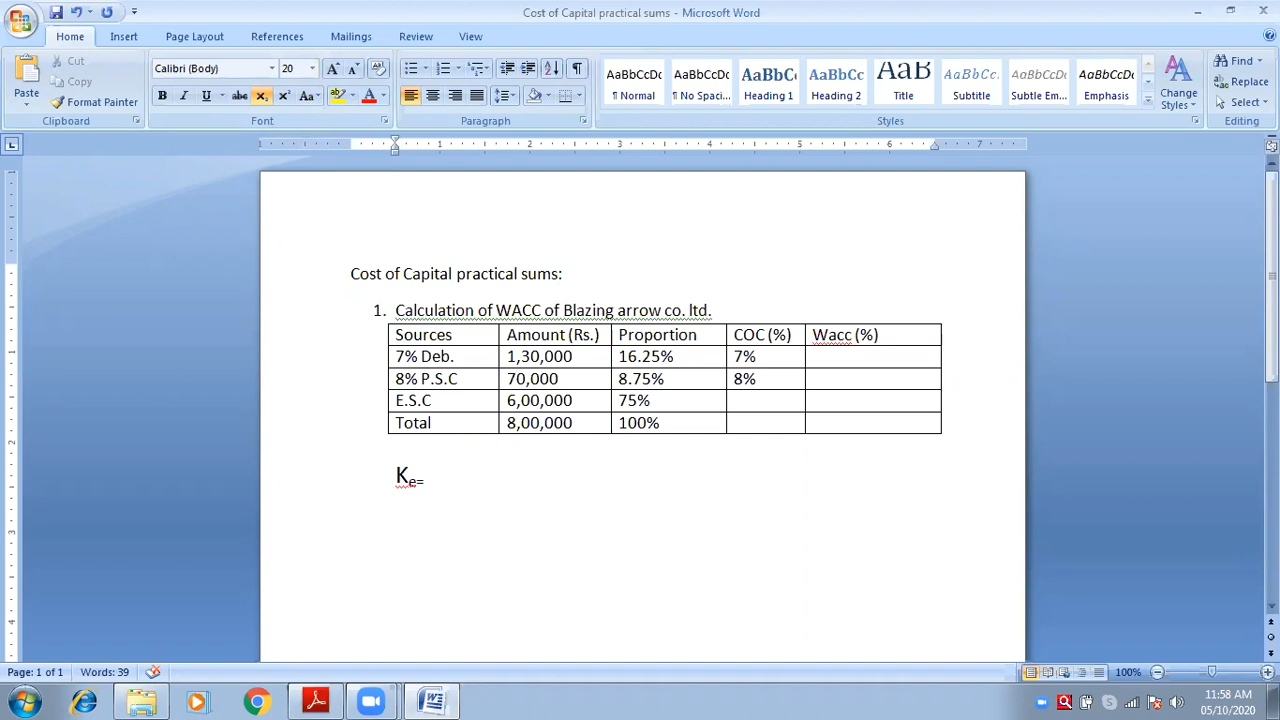 Cost of Capital practical sums - Microsoft Word
Home Insert Page Layout References Mailings Review View
Paste
Cut
Copy
Format Painter
Clipboard
Calibri (Body) 20
Font
Paragraph
AaBbCcDc AaBbCcDc AaBbCc AaBbCc AaB AaBbCcL AaBbCcDc AaBbCcDc
¶ Normal ¶ No Spaci... Heading 1 Heading 2 Title Subtitle Subtle Em... Emphasis
Change Styles
Styles
Find
Replace
Select
Editing
Cost of Capital practical sums:
1. Calculation of WACC of Blazing arrow co. ltd.
Sources Amount (Rs.) Proportion COC (%) Wacc (%)
7% Deb. 1,30,000 16.25% 7%
8% P.S.C 70,000 8.75% 8%
E.S.C 6,00,000 75%
Total 8,00,000 100%
Ke=
Page: 1 of 1 Words: 39 100%
11:58 AM
05/10/2020